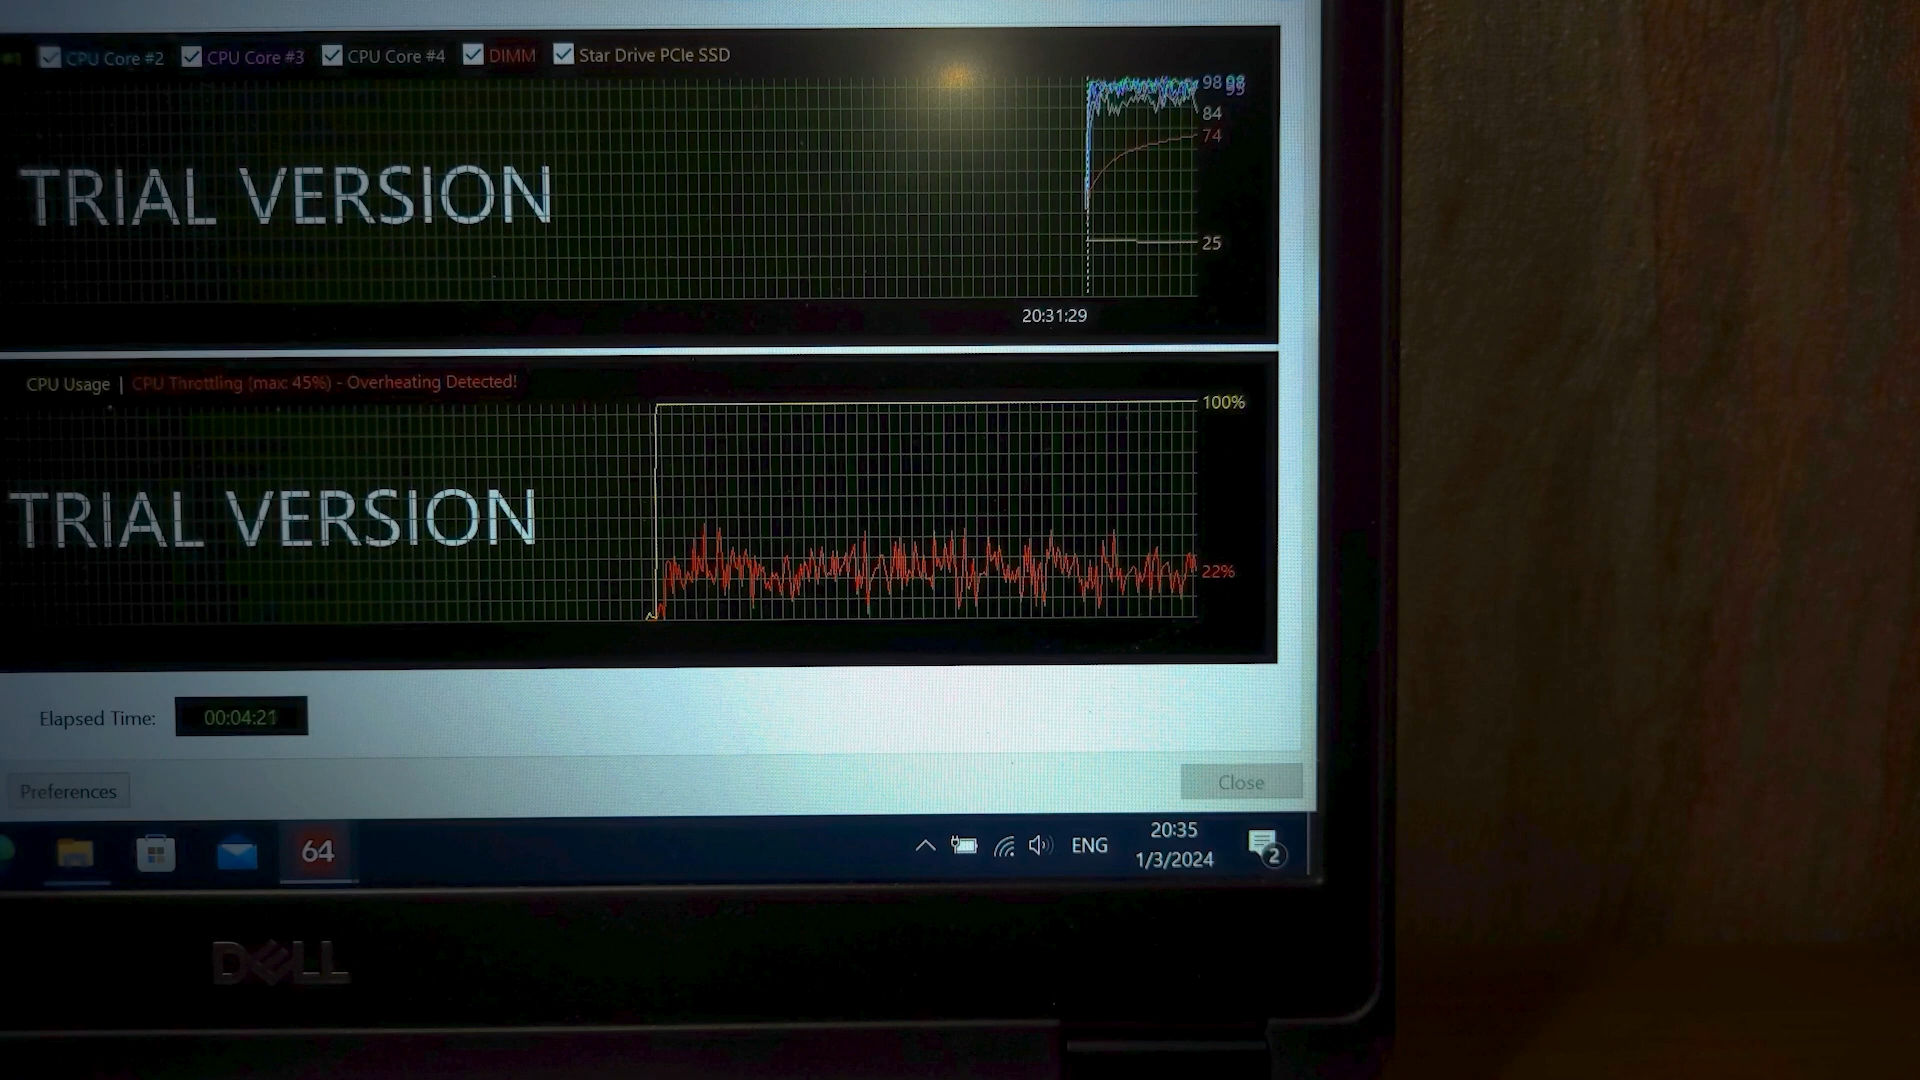 CPU Core #2 CPU Core #3 CPU Core #4 DIMM Star Drive PCIe SSD
98
84
74
TRIAL VERSION
25
20:31:29
CPU Usage | CPU Throttling (max: 45%) - Overheating Detected!
100%
TRIAL VERSION
22%
Elapsed Time: 00:04:21
Preferences Close
64 ENG 20:35
1/3/2024
2
DELL